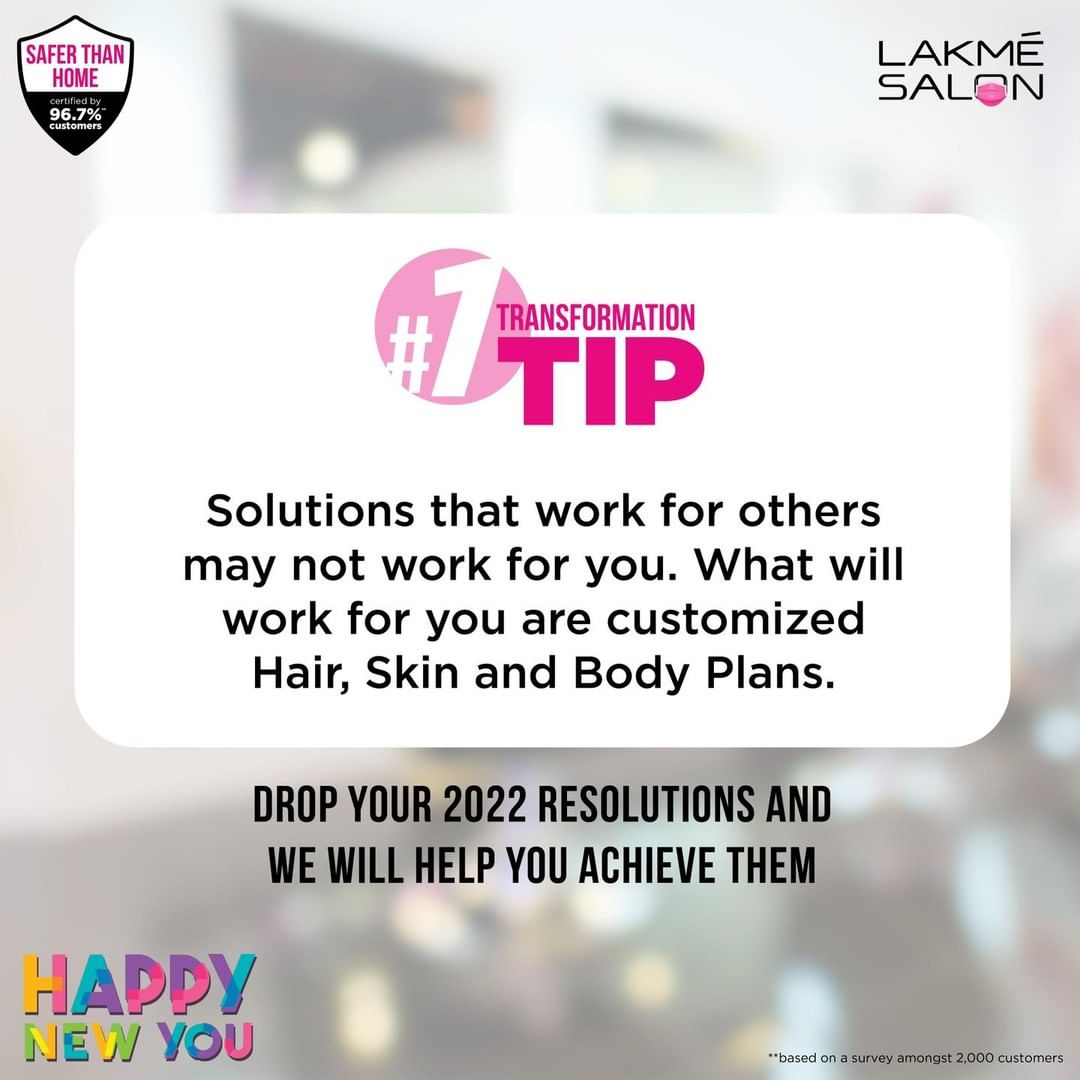 SAFER THAN
HOME
certified by
96.7%**
customers
LAKMÉ
SALON
#1
TRANSFORMATION
TIP
Solutions that work for others
may not work for you. What will
work for you are customized
Hair, Skin and Body Plans.
DROP YOUR 2022 RESOLUTIONS AND
WE WILL HELP YOU ACHIEVE THEM
HAPPY
NEW YOU
**based on a survey amongst 2,000 customers